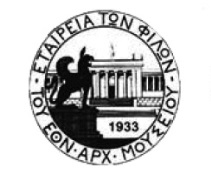 ΕΤΑΙΡΕΙΑ ΤΩΝ ΦΙΛΩΝ
· ΤΟΥ ΕΘΝ· ΑΡΧ· ΜΟΥΣΕΙΟΥ ·
1933